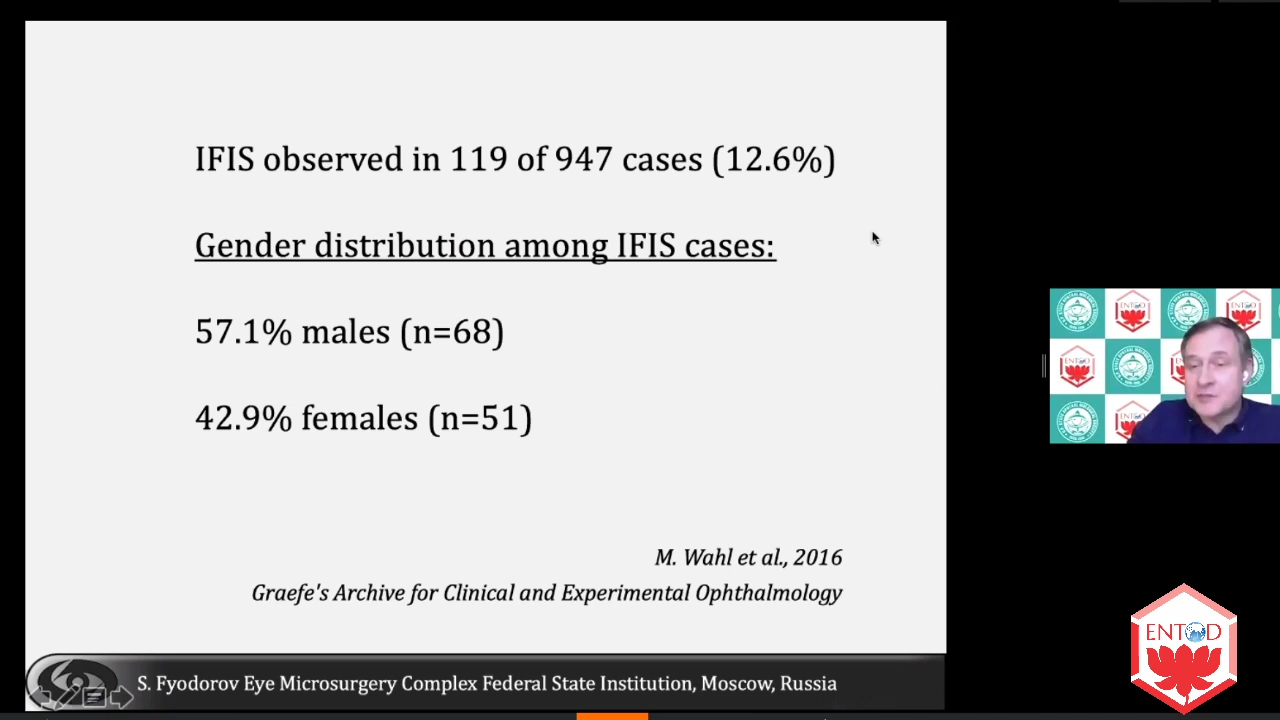 IFIS observed in 119 of 947 cases (12.6%)
Gender distribution among IFIS cases:
57.1% males (n=68)
42.9% females (n=51)
M. Wahl et al., 2016
Graefe's Archive for Clinical and Experimental Ophthalmology
S. Fyodorov Eye Microsurgery Complex Federal State Institution, Moscow, Russia
ENTOD